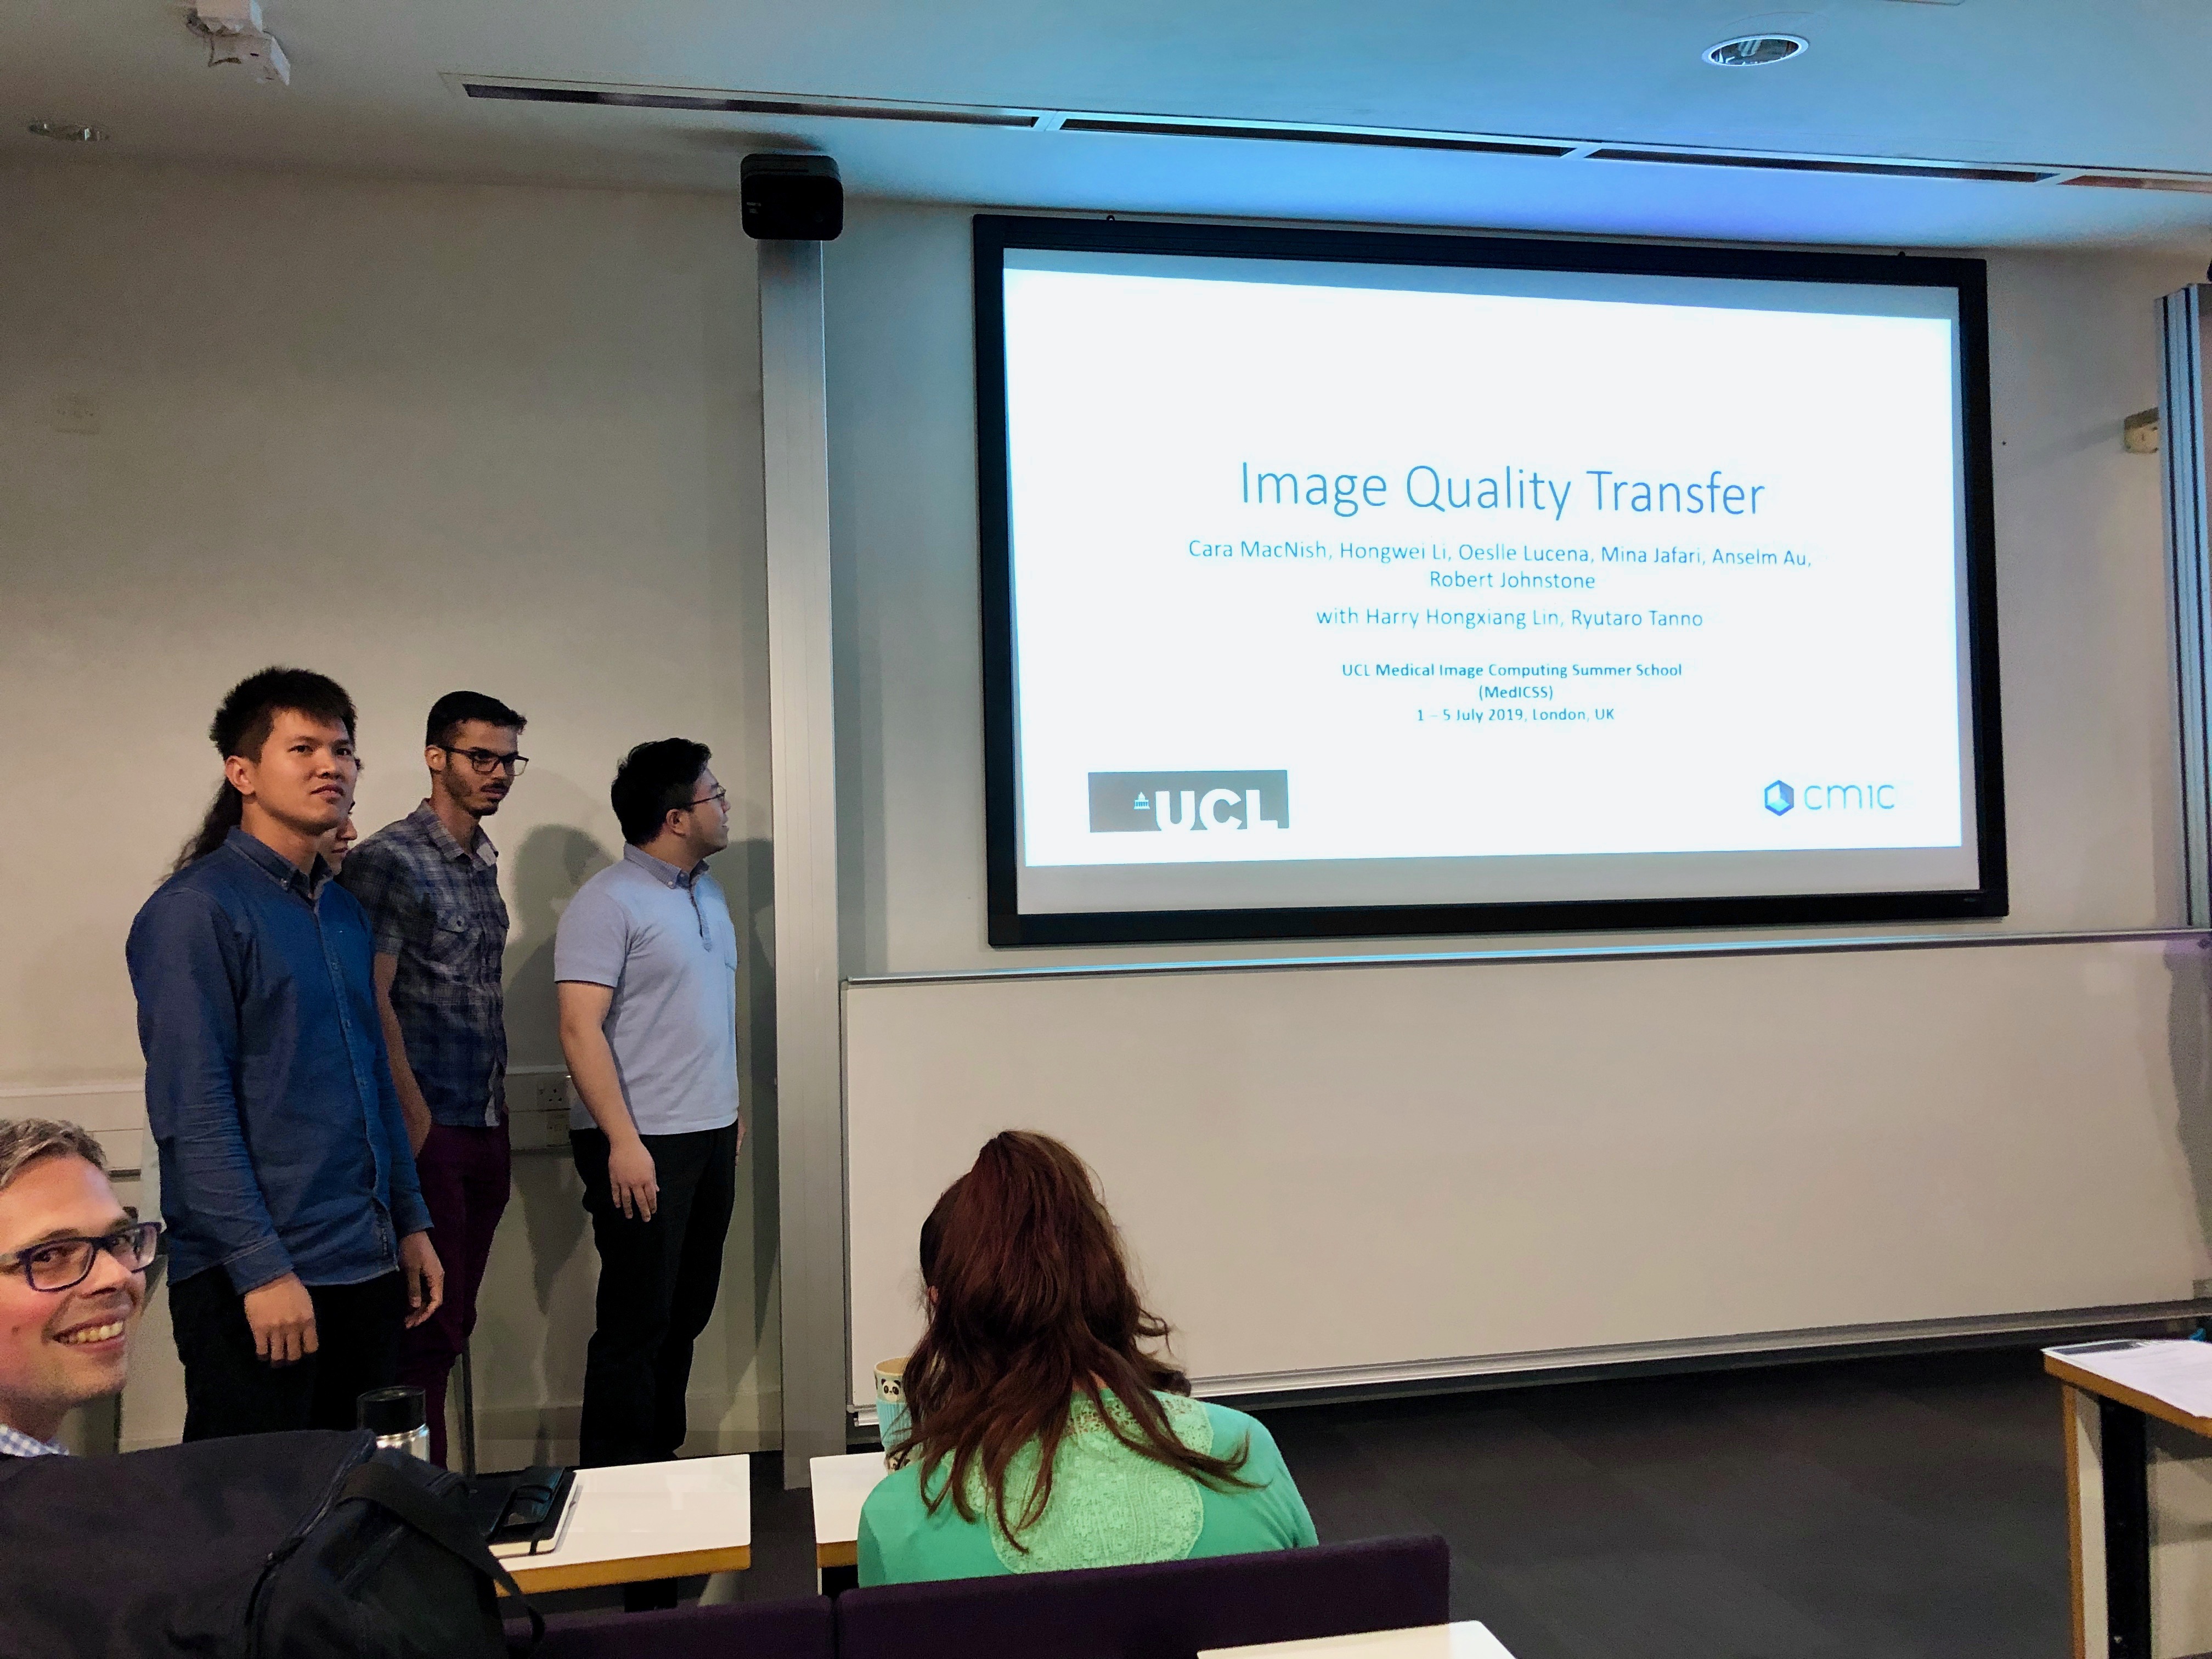 Image Quality Transfer
Cara MacNish, Hongwei Li, Oeslle Lucena, Mina Jafari, Anselm Au,
Robert Johnstone
with Harry Hongxiang Lin, Ryutaro Tanno
UCL Medical Image Computing Summer School
(MedICSS)
1 – 5 July 2019, London, UK
UCL
cmic